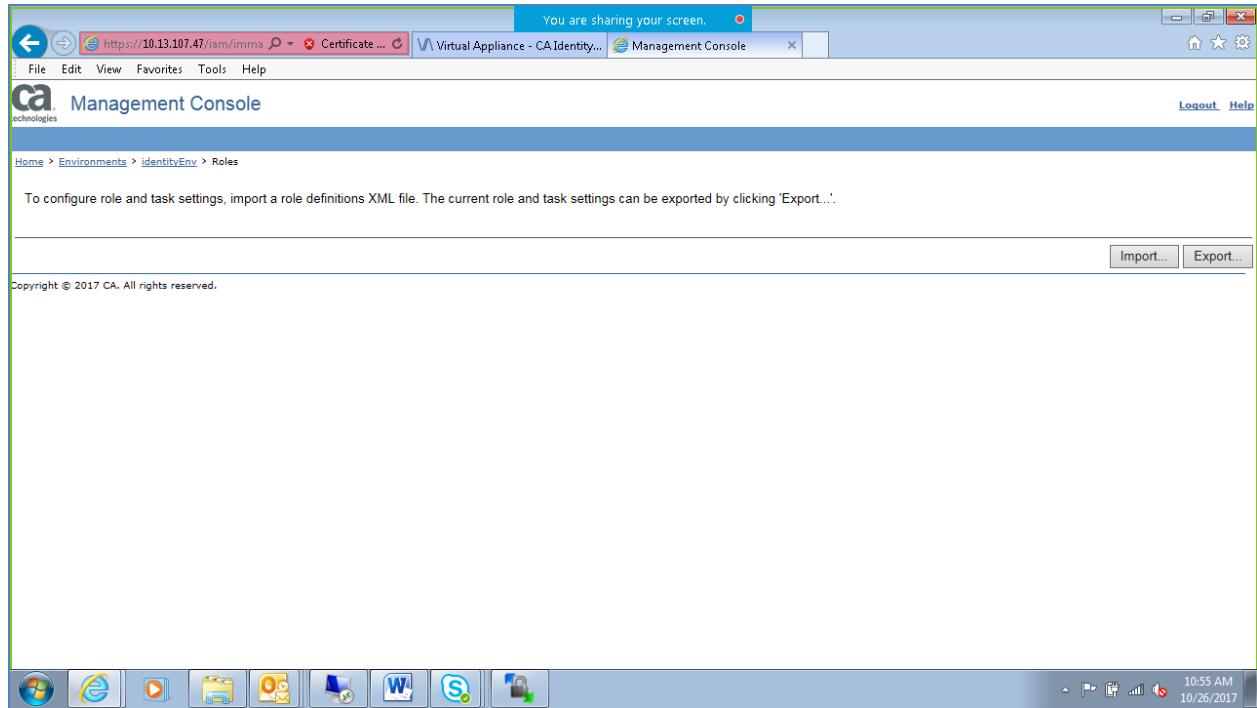 You are sharing your screen.
https://10.13.107.47/iam/imma Certificate ... Virtual Appliance - CA Identity... Management Console
File Edit View Favorites Tools Help
ca technologies Management Console Logout Help
Home > Environments > identityEnv > Roles
To configure role and task settings, import a role definitions XML file. The current role and task settings can be exported by clicking 'Export...'.
Import... Export...
Copyright © 2017 CA. All rights reserved.
10:55 AM
10/26/2017